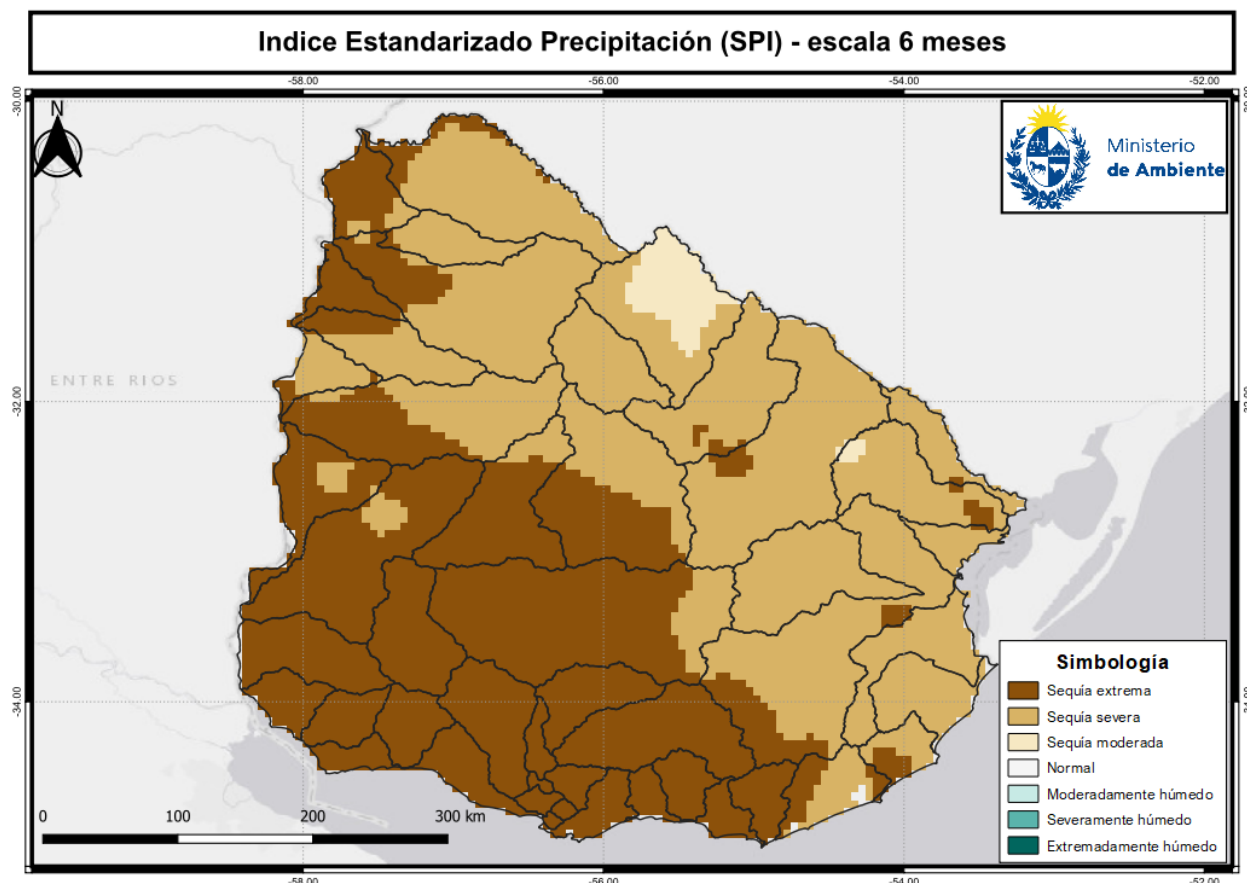 Indice Estandarizado Precipitación (SPI) - escala 6 meses
-58.00 -56.00 -54.00 -52.00
-30.00
N
Ministerio
de Ambiente
ENTRE RIOS
-32.00
-34.00
Simbología
Sequía extrema
Sequía severa
Sequía moderada
Normal
Moderadamente húmedo
Severamente húmedo
Extremadamente húmedo
0 100 200 300 km
-58.00 -56.00 -54.00 -52.00